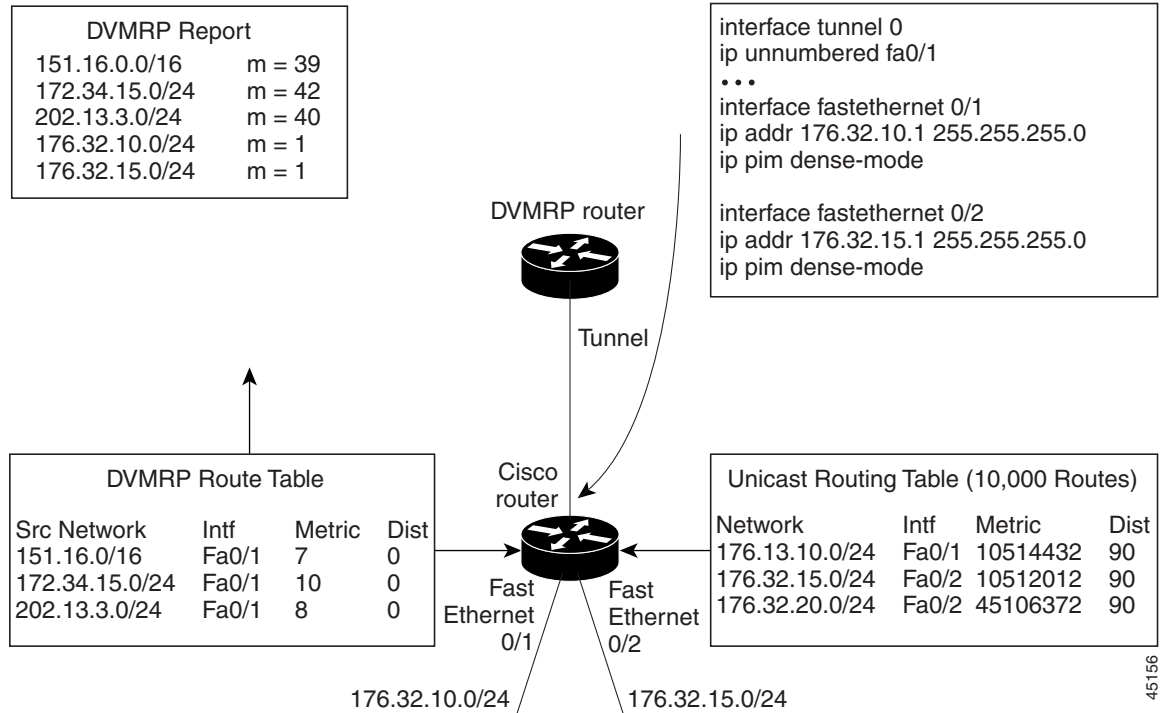 DVMRP Report
151.16.0.0/16 m = 39
172.34.15.0/24 m = 42
202.13.3.0/24 m = 40
176.32.10.0/24 m = 1
176.32.15.0/24 m = 1
interface tunnel 0
ip unnumbered fa0/1
• • •
interface fastethernet 0/1
ip addr 176.32.10.1 255.255.255.0
ip pim dense-mode
interface fastethernet 0/2
ip addr 176.32.15.1 255.255.255.0
ip pim dense-mode
DVMRP router
Tunnel
Cisco
router
DVMRP Route Table
Src Network Intf Metric Dist
151.16.0/16 Fa0/1 7 0
172.34.15.0/24 Fa0/1 10 0
202.13.3.0/24 Fa0/1 8 0
Unicast Routing Table (10,000 Routes)
Network Intf Metric Dist
176.13.10.0/24 Fa0/1 10514432 90
176.32.15.0/24 Fa0/2 10512012 90
176.32.20.0/24 Fa0/2 45106372 90
Fast
Ethernet
0/1
Fast
Ethernet
0/2
176.32.10.0/24
176.32.15.0/24
45156